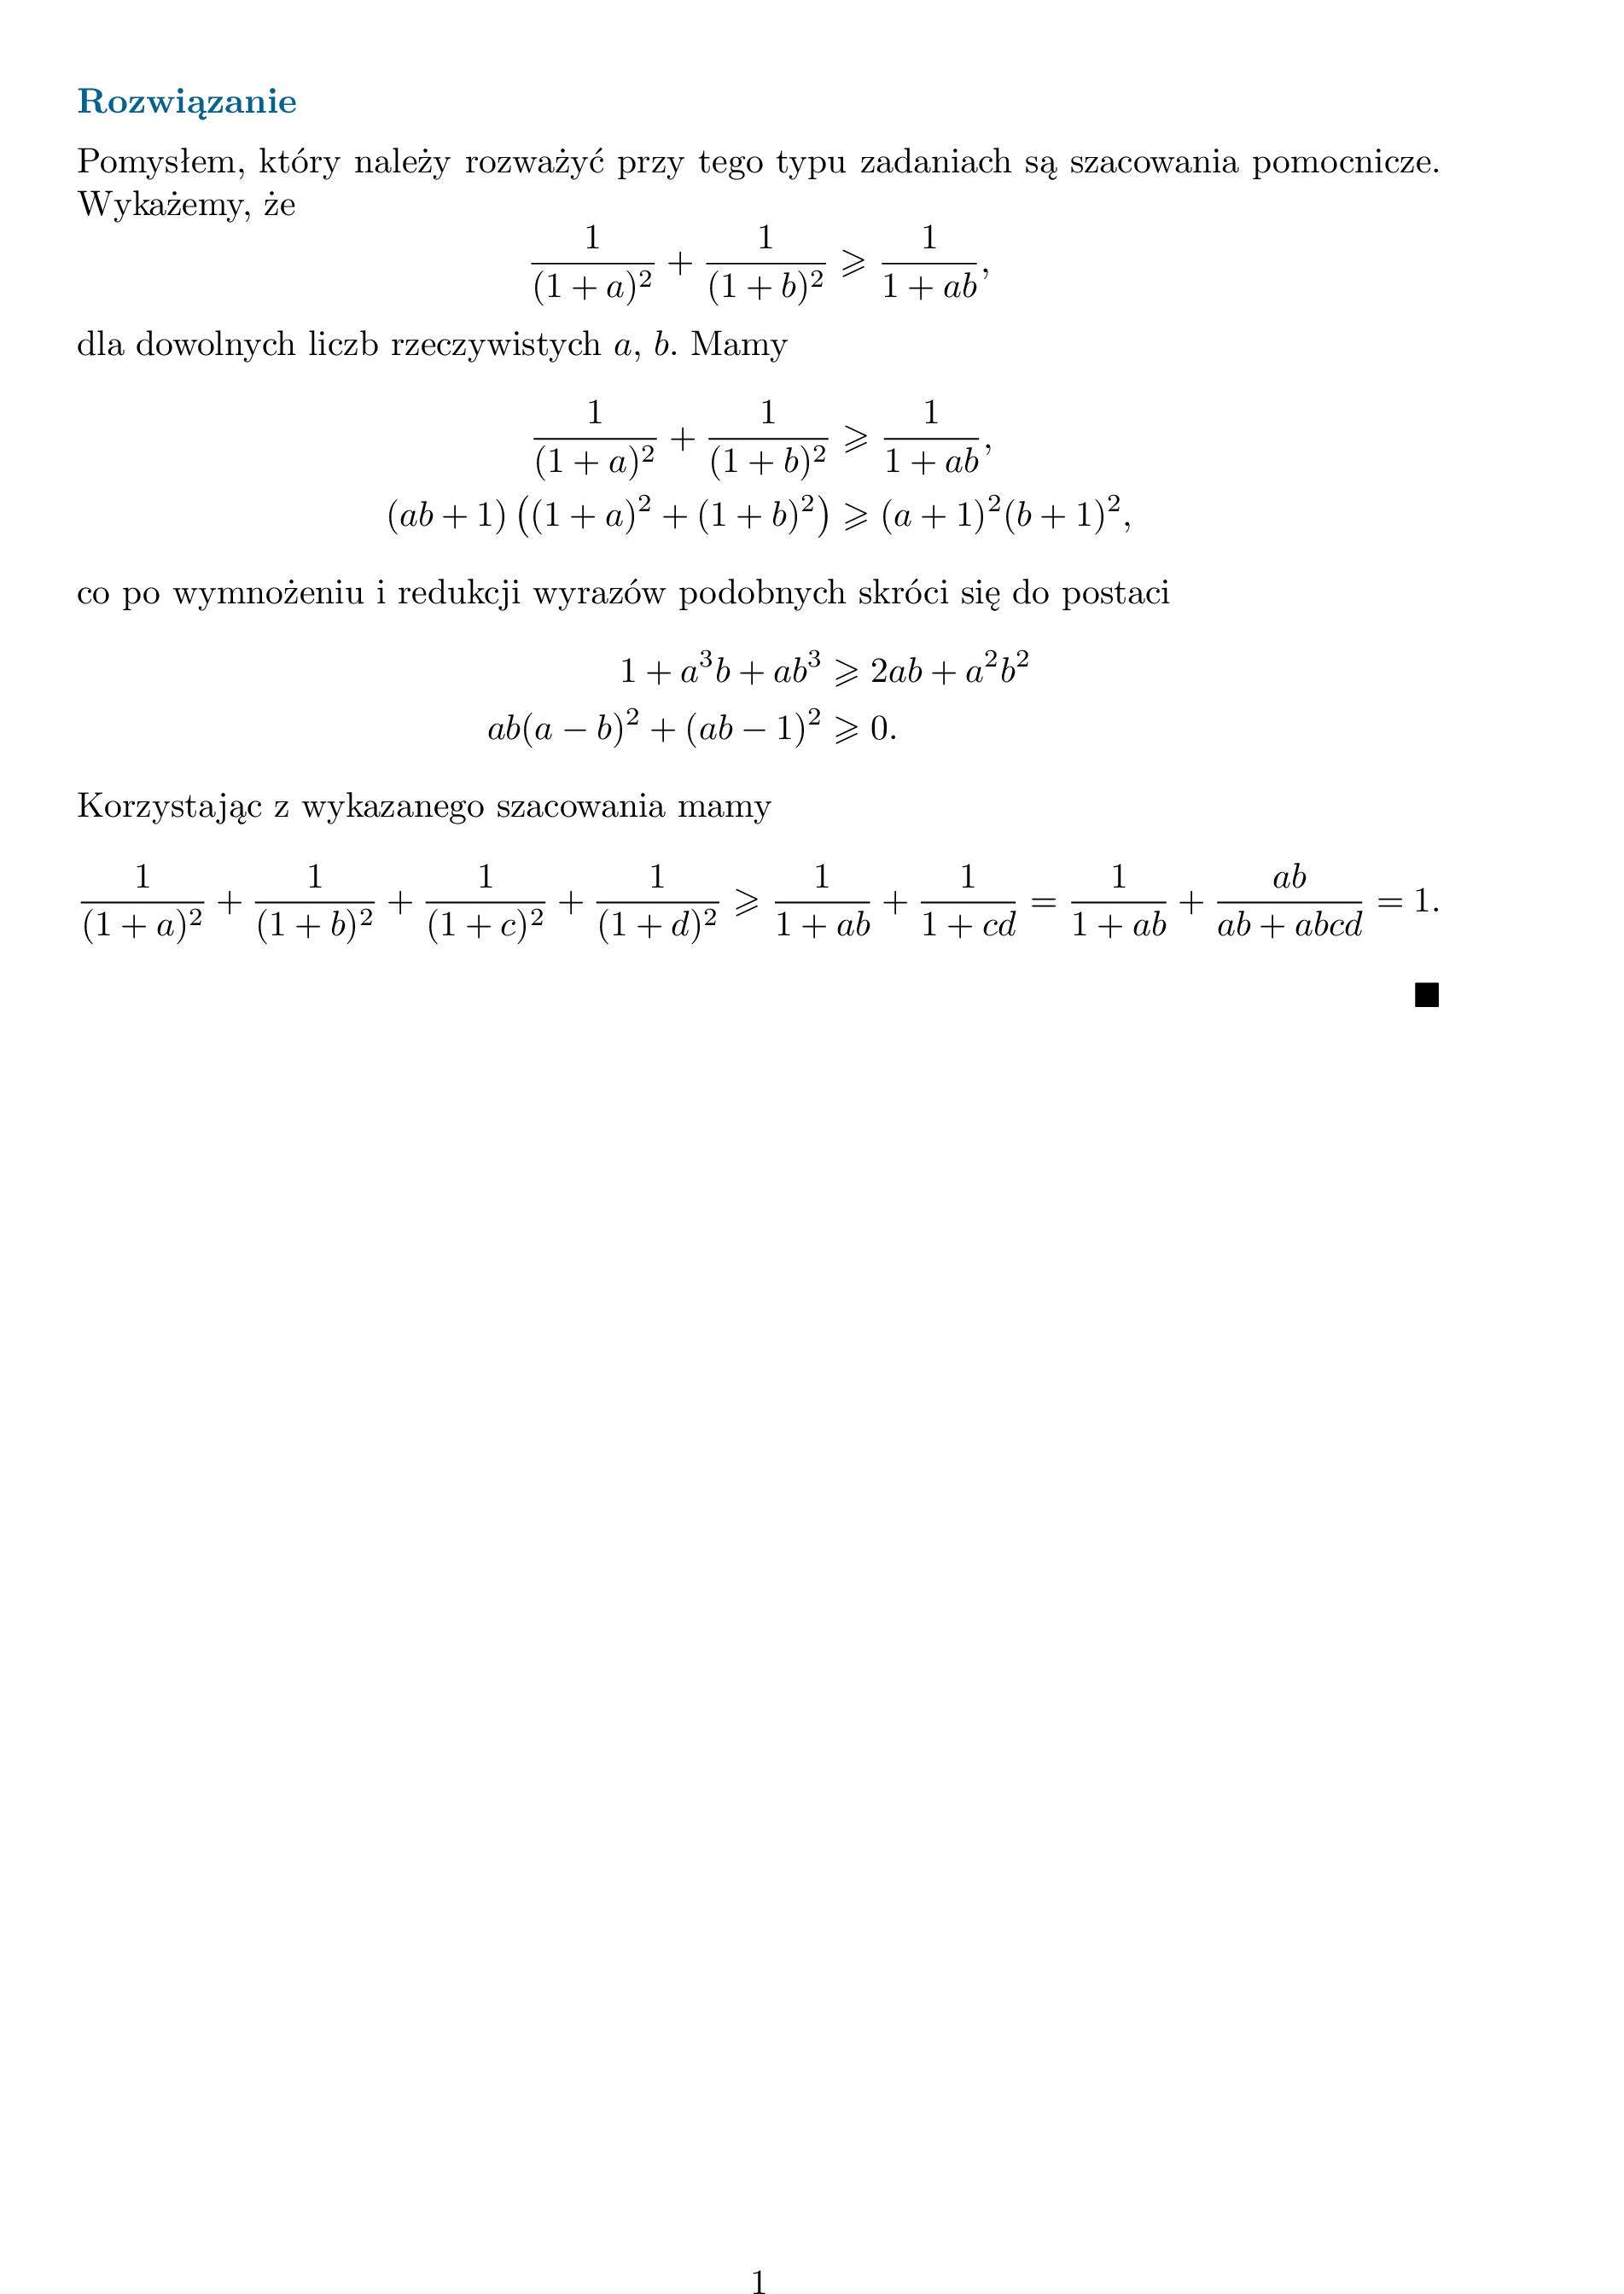 Rozwiązanie
Pomysłem, który należy rozważyć przy tego typu zadaniach są szacowania pomocnicze.
Wykażemy, że
\frac{1}{(1+a)^2} + \frac{1}{(1+b)^2} \geqslant \frac{1}{1+ab},
dla dowolnych liczb rzeczywistych a, b. Mamy
\frac{1}{(1+a)^2} + \frac{1}{(1+b)^2} \geqslant \frac{1}{1+ab},
(ab+1)\left((1+a)^2 + (1+b)^2\right) \geqslant (a+1)^2(b+1)^2,
co po wymnożeniu i redukcji wyrazów podobnych skróci się do postaci
1 + a^3b + ab^3 \geqslant 2ab + a^2b^2
ab(a-b)^2 + (ab-1)^2 \geqslant 0.
Korzystając z wykazanego szacowania mamy
\frac{1}{(1+a)^2} + \frac{1}{(1+b)^2} + \frac{1}{(1+c)^2} + \frac{1}{(1+d)^2} \geqslant \frac{1}{1+ab} + \frac{1}{1+cd} = \frac{1}{1+ab} + \frac{ab}{ab+abcd} = 1.
■
1